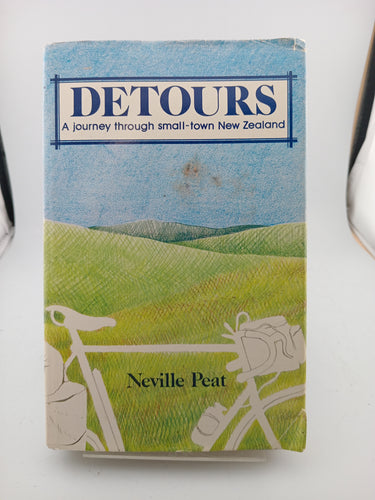 DETOURS
A journey through small-town New Zealand
Neville Peat